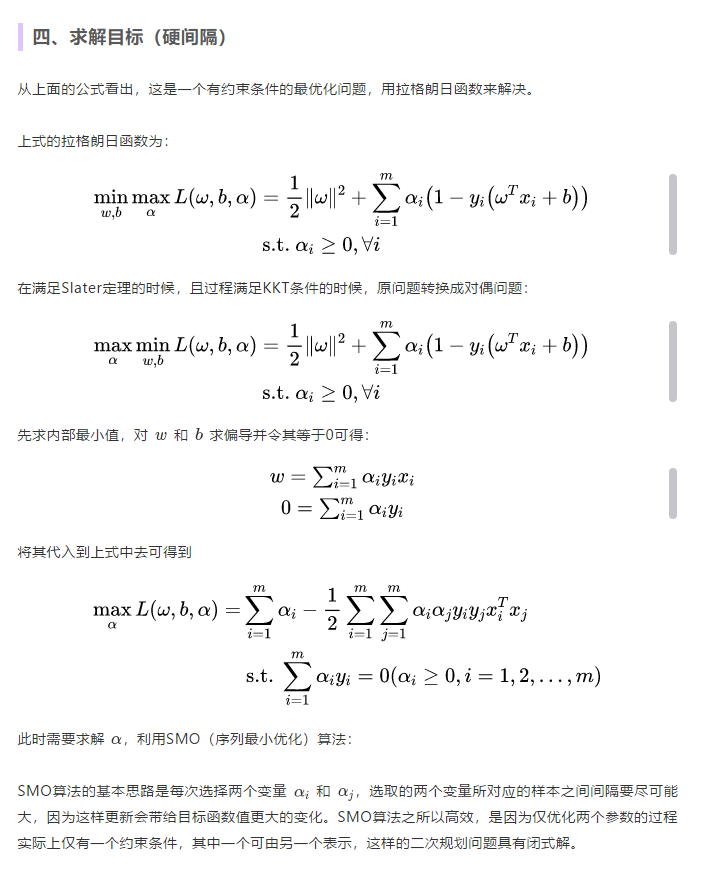 四、求解目标（硬间隔）
从上面的公式看出，这是一个有约束条件的最优化问题，用拉格朗日函数来解决。
上式的拉格朗日函数为：
$\min_{w,b} \max_{\alpha} L(\omega, b, \alpha) = \frac{1}{2}\|\omega\|^2 + \sum_{i=1}^{m} \alpha_i (1 - y_i(\omega^T x_i + b))$
$\text{s.t. } \alpha_i \geq 0, \forall i$
在满足Slater定理的时候，且过程满足KKT条件的时候，原问题转换成对偶问题：
$\max_{\alpha} \min_{w,b} L(\omega, b, \alpha) = \frac{1}{2}\|\omega\|^2 + \sum_{i=1}^{m} \alpha_i (1 - y_i(\omega^T x_i + b))$
$\text{s.t. } \alpha_i \geq 0, \forall i$
先求内部最小值，对 $w$ 和 $b$ 求偏导并令其等于0可得：
$w = \sum_{i=1}^{m} \alpha_i y_i x_i$
$0 = \sum_{i=1}^{m} \alpha_i y_i$
将其代入到上式中去可得到
$\max_{\alpha} L(\omega, b, \alpha) = \sum_{i=1}^{m} \alpha_i - \frac{1}{2} \sum_{i=1}^{m} \sum_{j=1}^{m} \alpha_i \alpha_j y_i y_j x_i^T x_j$
$\text{s.t. } \sum_{i=1}^{m} \alpha_i y_i = 0 (\alpha_i \geq 0, i = 1, 2, \ldots, m)$
此时需要求解 $\alpha$，利用SMO（序列最小优化）算法：
SMO算法的基本思路是每次选择两个变量 $\alpha_i$ 和 $\alpha_j$，选取的两个变量所对应的样本之间间隔要尽可能
大，因为这样更新会带给目标函数值更大的变化。SMO算法之所以高效，是因为仅优化两个参数的过程
实际上仅有一个约束条件，其中一个可由另一个表示，这样的二次规划问题具有闭式解。